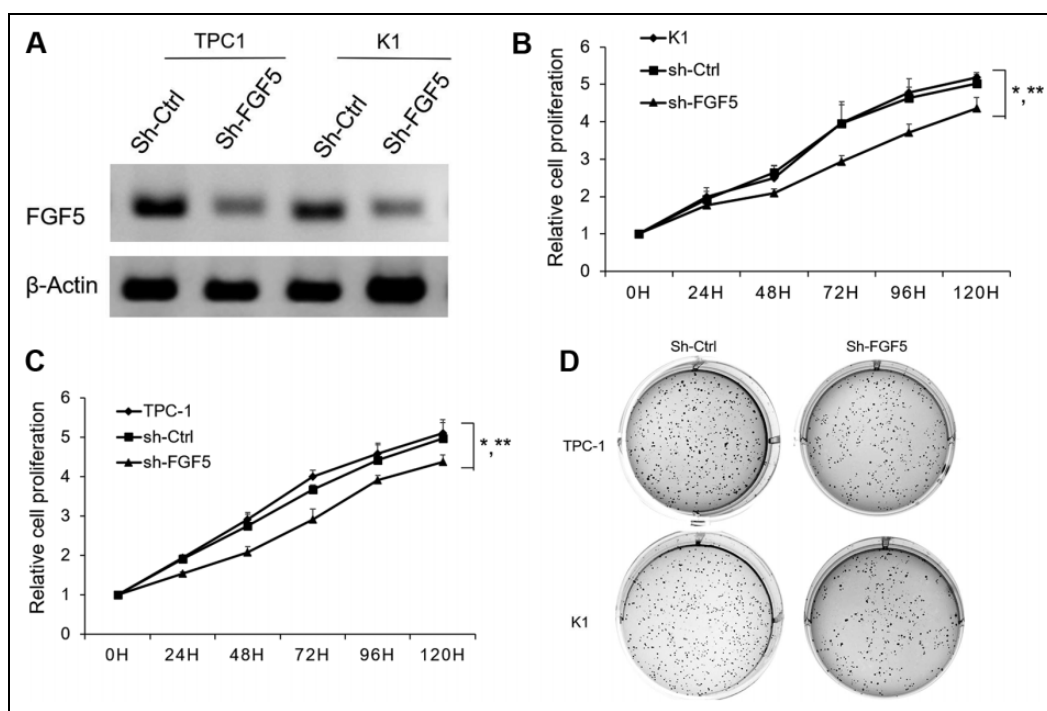 A
TPC1 K1
Sh-Ctrl Sh-FGF5 Sh-Ctrl Sh-FGF5
FGF5
β-Actin
B
K1
sh-Ctrl
sh-FGF5
Relative cell proliferation
6
5
4
3
2
1
0
*,**
0H 24H 48H 72H 96H 120H
C
TPC-1
sh-Ctrl
sh-FGF5
Relative cell proliferation
6
5
4
3
2
1
0
*,**
0H 24H 48H 72H 96H 120H
D
Sh-Ctrl Sh-FGF5
TPC-1
K1